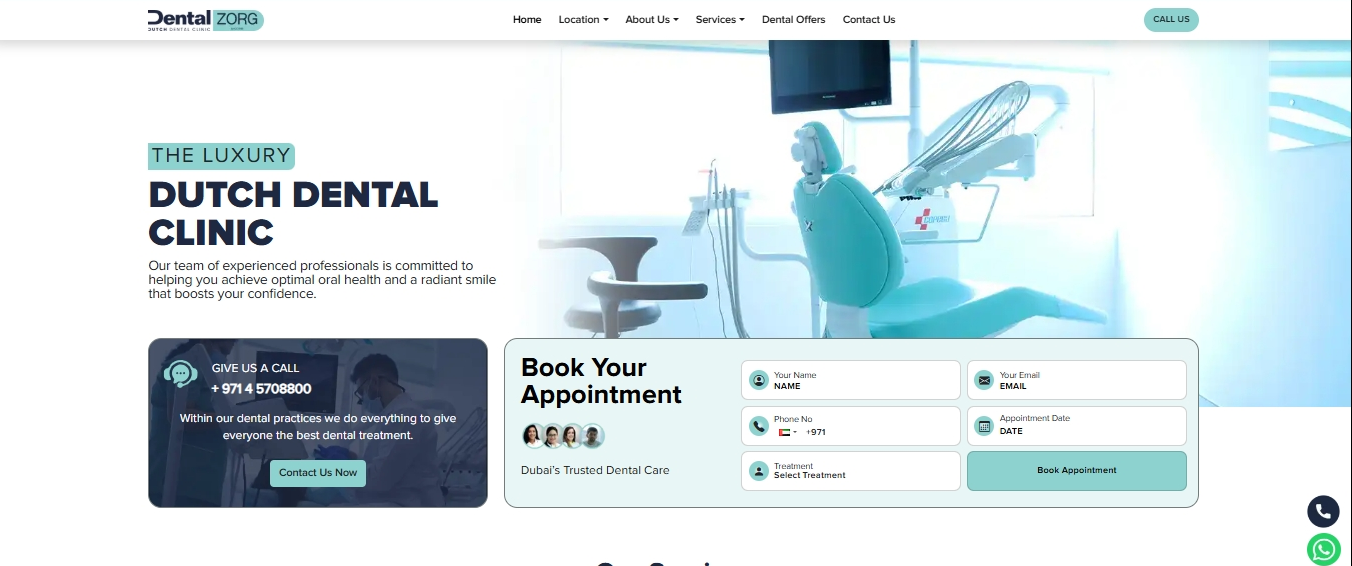 Dental ZORG
DUTCH DENTAL CLINIC
Home Location About Us Services Dental Offers Contact Us
CALL US
THE LUXURY
DUTCH DENTAL
CLINIC
Our team of experienced professionals is committed to
helping you achieve optimal oral health and a radiant smile
that boosts your confidence.
GIVE US A CALL
+ 971 4 5708800
Within our dental practices we do everything to give
everyone the best dental treatment.
Contact Us Now
Book Your
Appointment
Dubai's Trusted Dental Care
Your Name
NAME
Your Email
EMAIL
Phone No
+971
Appointment Date
DATE
Treatment
Select Treatment
Book Appointment